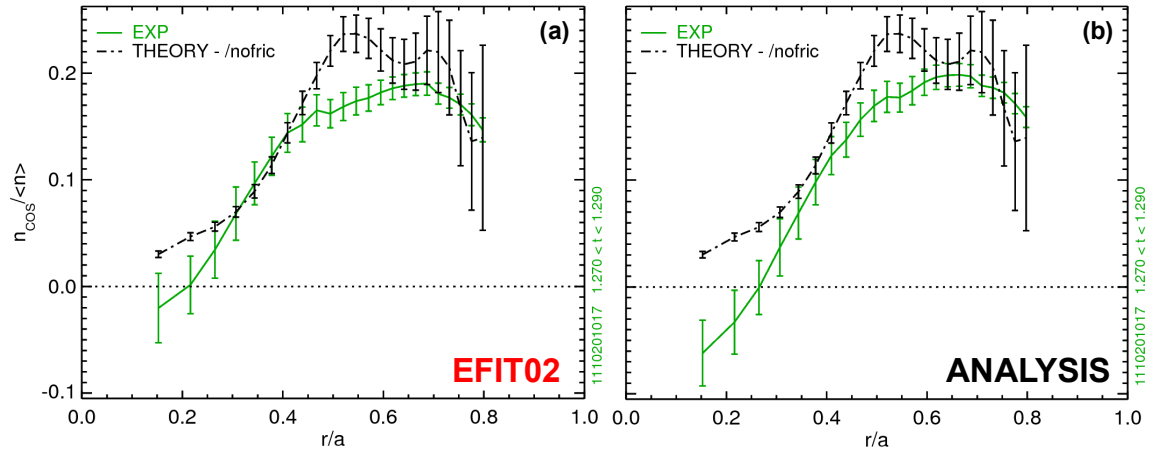 EXP
THEORY - /nofric
(a)
0.2
0.1
0.0
-0.1
n_COS/<n>
EFIT02
0.0
0.2
0.4
0.6
0.8
1.0
r/a
1110201017 1.270 < t < 1.290
EXP
THEORY - /nofric
(b)
ANALYSIS
0.0
0.2
0.4
0.6
0.8
1.0
r/a
1110201017 1.270 < t < 1.290